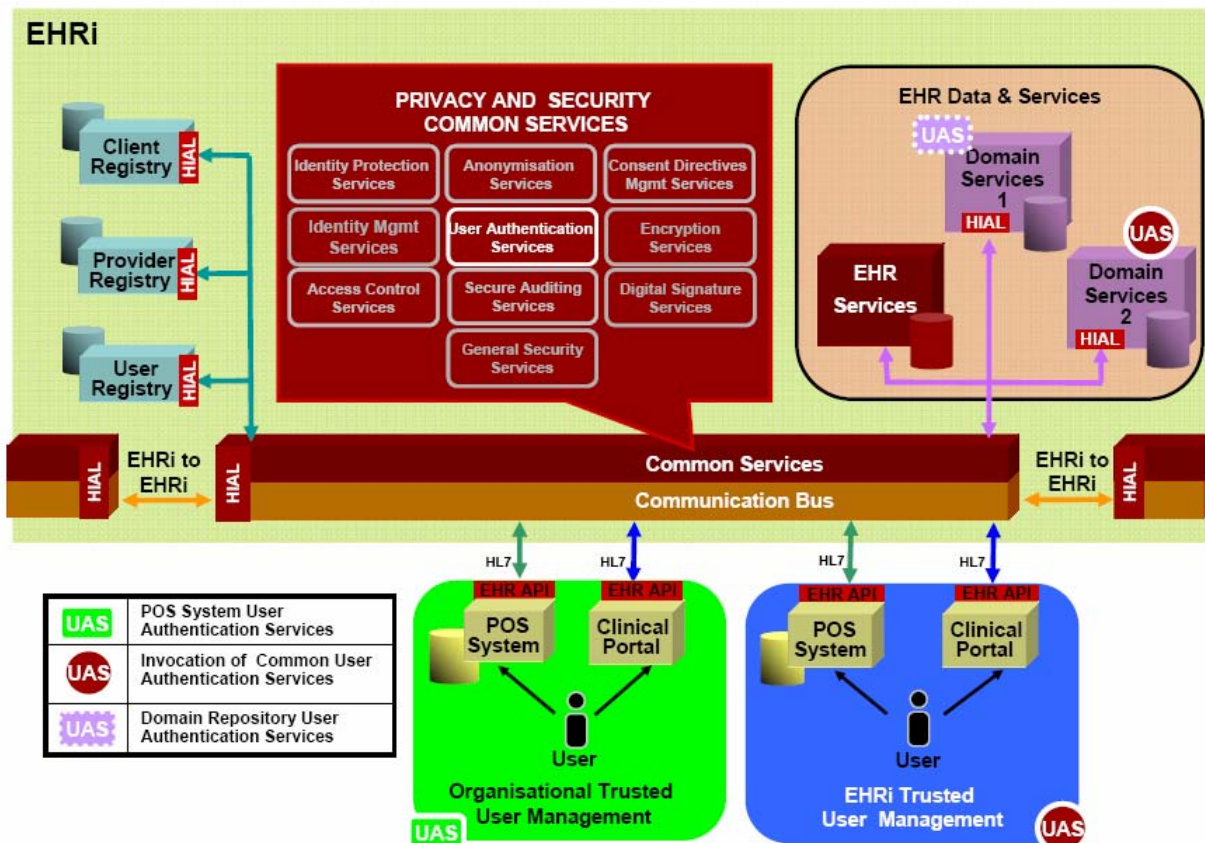 EHRi
PRIVACY AND SECURITY
COMMON SERVICES
Identity Protection
Services
Anonymisation
Services
Consent Directives
Mgmt Services
Identity Mgmt
Services
User Authentication
Services
Encryption
Services
Access Control
Services
Secure Auditing
Services
Digital Signature
Services
General Security
Services
Client
Registry
HIAL
Provider
Registry
HIAL
User
Registry
HIAL
EHR Data & Services
UAS
Domain
Services
1
HIAL
UAS
EHR
Services
Domain
Services
2
HIAL
HIAL
EHRi to
EHRi
HIAL
Common Services
Communication Bus
EHRi to
EHRi
HIAL
HL7
HL7
HL7
HL7
EHR API
POS
System
EHR API
Clinical
Portal
User
Organisational Trusted
User Management
UAS
EHR API
POS
System
EHR API
Clinical
Portal
User
EHRi Trusted
User Management
UAS
UAS
POS System User
Authentication Services
UAS
Invocation of Common User
Authentication Services
UAS
Domain Repository User
Authentication Services